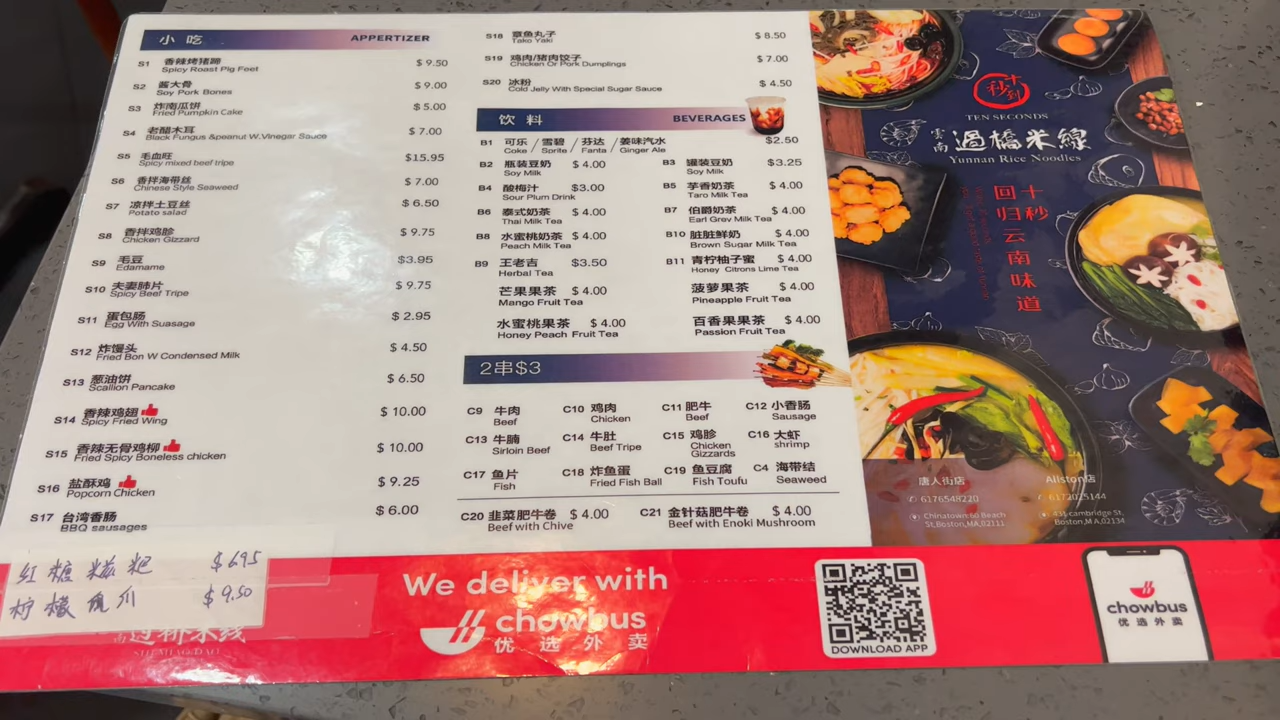 小 吃 APPERTIZER
S1 香辣烤猪蹄 $ 9.50
Spicy Roast Pig Feet
S2 酱大骨 $ 9.00
Soy Pork Bones
S3 炸南瓜饼 $ 5.00
Fried Pumpkin Cake
S4 老醋木耳 $ 7.00
Black Fungus &peanut W.Vinegar Sauce
S5 毛血旺 $15.95
Spicy mixed beef tripe
S6 香拌海带丝 $ 7.00
Chinese Style Seaweed
S7 凉拌土豆丝 $ 6.50
Potato salad
S8 香拌鸡胗 $ 9.75
Chicken Gizzard
S9 毛豆 $3.95
Edamame
S10 夫妻肺片 $ 9.75
Spicy Beef Tripe
S11 蛋包肠 $ 2.95
Egg With Suasage
S12 炸馒头 $ 4.50
Fried Bon W Condensed Milk
S13 葱油饼 $ 6.50
Scallion Pancake
S14 香辣鸡翅 $ 10.00
Spicy Fried Wing
S15 香辣无骨鸡柳 $ 10.00
Fried Spicy Boneless chicken
S16 盐酥鸡 $ 9.25
Popcorn Chicken
S17 台湾香肠 $ 6.00
BBQ sausages
红糖糍粑 $6.95
柠檬凤爪 $9.50
S18 章鱼丸子 $ 8.50
Tako Yaki
S19 鸡肉/猪肉饺子 $ 7.00
Chicken Or Pork Dumplings
S20 冰粉 $ 4.50
Cold Jelly With Special Sugar Sauce
饮 料 BEVERAGES
B1 可乐 / 雪碧 / 芬达 / 姜味汽水 $2.50
Coke / Sprite / Fanta / Ginger Ale
B2 瓶装豆奶 $ 4.00 B3 罐装豆奶 $3.25
Soy Milk Soy Milk
B4 酸梅汁 $3.00 B5 芋香奶茶 $ 4.00
Sour Plum Drink Taro Milk Tea
B6 泰式奶茶 $ 4.00 B7 伯爵奶茶 $ 4.00
Thai Milk Tea Earl Grey Milk Tea
B8 水蜜桃奶茶 $ 4.00 B10 脏脏鲜奶 $ 4.00
Peach Milk Tea Brown Sugar Milk Tea
B9 王老吉 $3.50 B11 青柠柚子蜜 $ 4.00
Herbal Tea Honey Citrons Lime Tea
芒果果茶 $ 4.00 菠萝果茶 $ 4.00
Mango Fruit Tea Pineapple Fruit Tea
水蜜桃果茶 $ 4.00 百香果果茶 $ 4.00
Honey Peach Fruit Tea Passion Fruit Tea
2串$3
C9 牛肉 C10 鸡肉 C11 肥牛 C12 小香肠
Beef Chicken Beef Sausage
C13 牛腩 C14 牛肚 C15 鸡胗 C16 大虾
Sirloin Beef Beef Tripe Chicken Gizzards shrimp
C17 鱼片 C18 炸鱼蛋 C19 鱼豆腐 C4 海带结
Fish Fried Fish Ball Fish Toufu Seaweed
C20 韭菜肥牛卷 $ 4.00 C21 金针菇肥牛卷 $ 4.00
Beef with Chive Beef with Enoki Mushroom
十秒到
TEN SECONDS
雲南過橋米線
Yunnan Rice Noodles
十秒
回归云南味道
唐人街店
6176548220
Chinatown:60 Beach
St,Boston,MA,02111
Allston店
6172025144
431 cambridge St,
Boston,M A,02134
We deliver with
chowbus
优 选 外 卖
DOWNLOAD APP
chowbus
优 选 外 卖